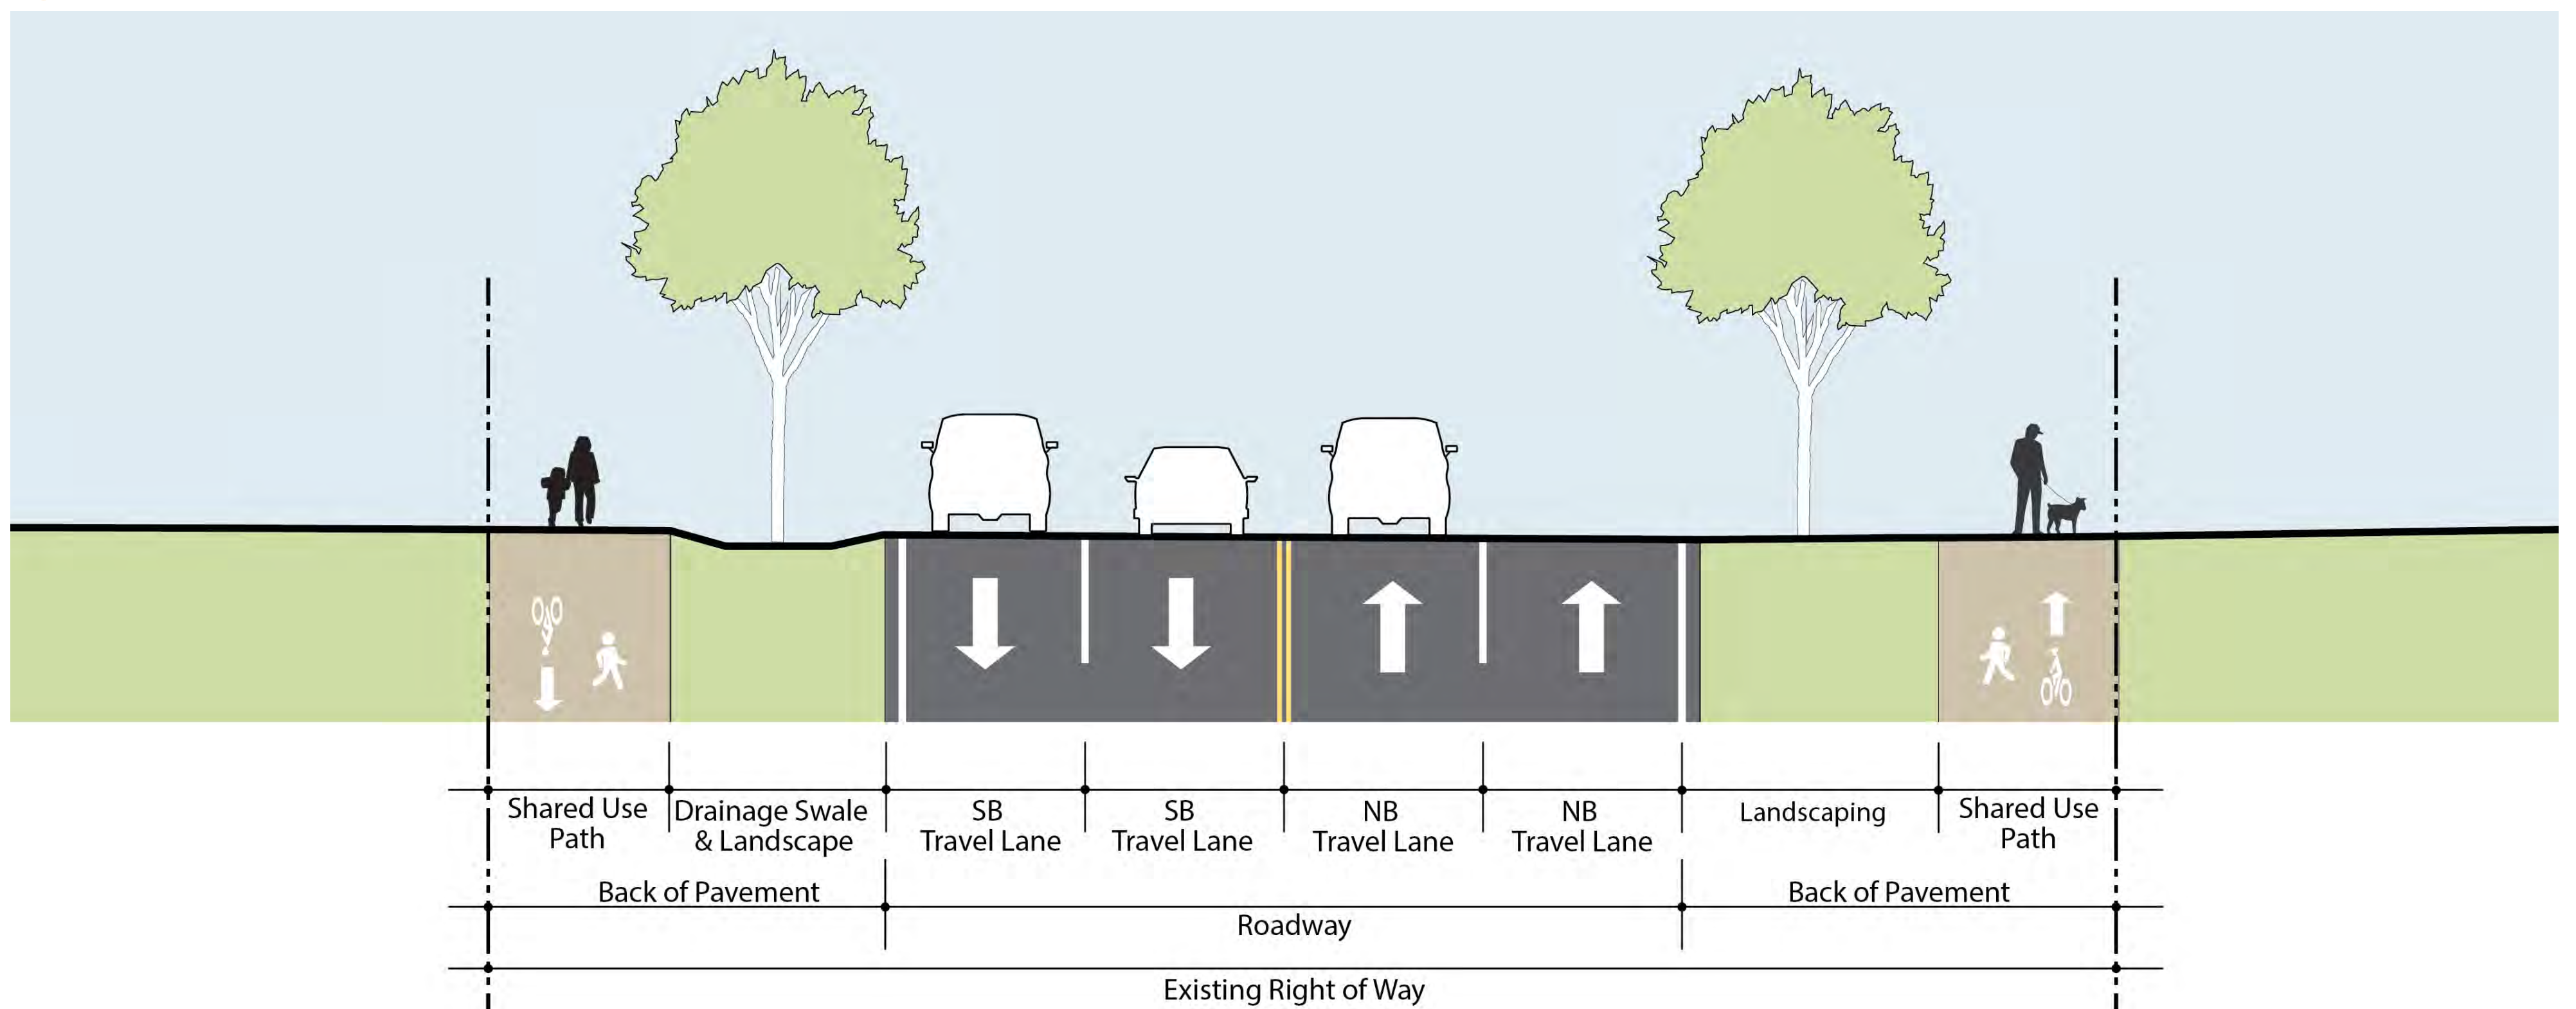 Shared Use
Path
Drainage Swale
& Landscape
SB
Travel Lane
SB
Travel Lane
NB
Travel Lane
NB
Travel Lane
Landscaping
Shared Use
Path
Back of Pavement
Back of Pavement
Roadway
Existing Right of Way